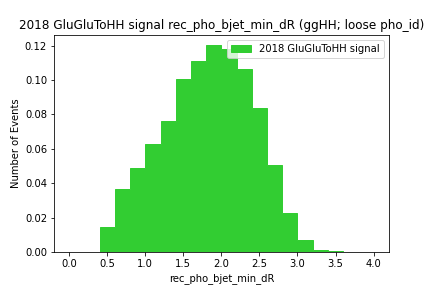 2018 GluGluToHH signal rec_pho_bjet_min_dR (ggHH; loose pho_id)
2018 GluGluToHH signal
Number of Events
0.12
0.10
0.08
0.06
0.04
0.02
0.00
0.0 0.5 1.0 1.5 2.0 2.5 3.0 3.5 4.0
rec_pho_bjet_min_dR